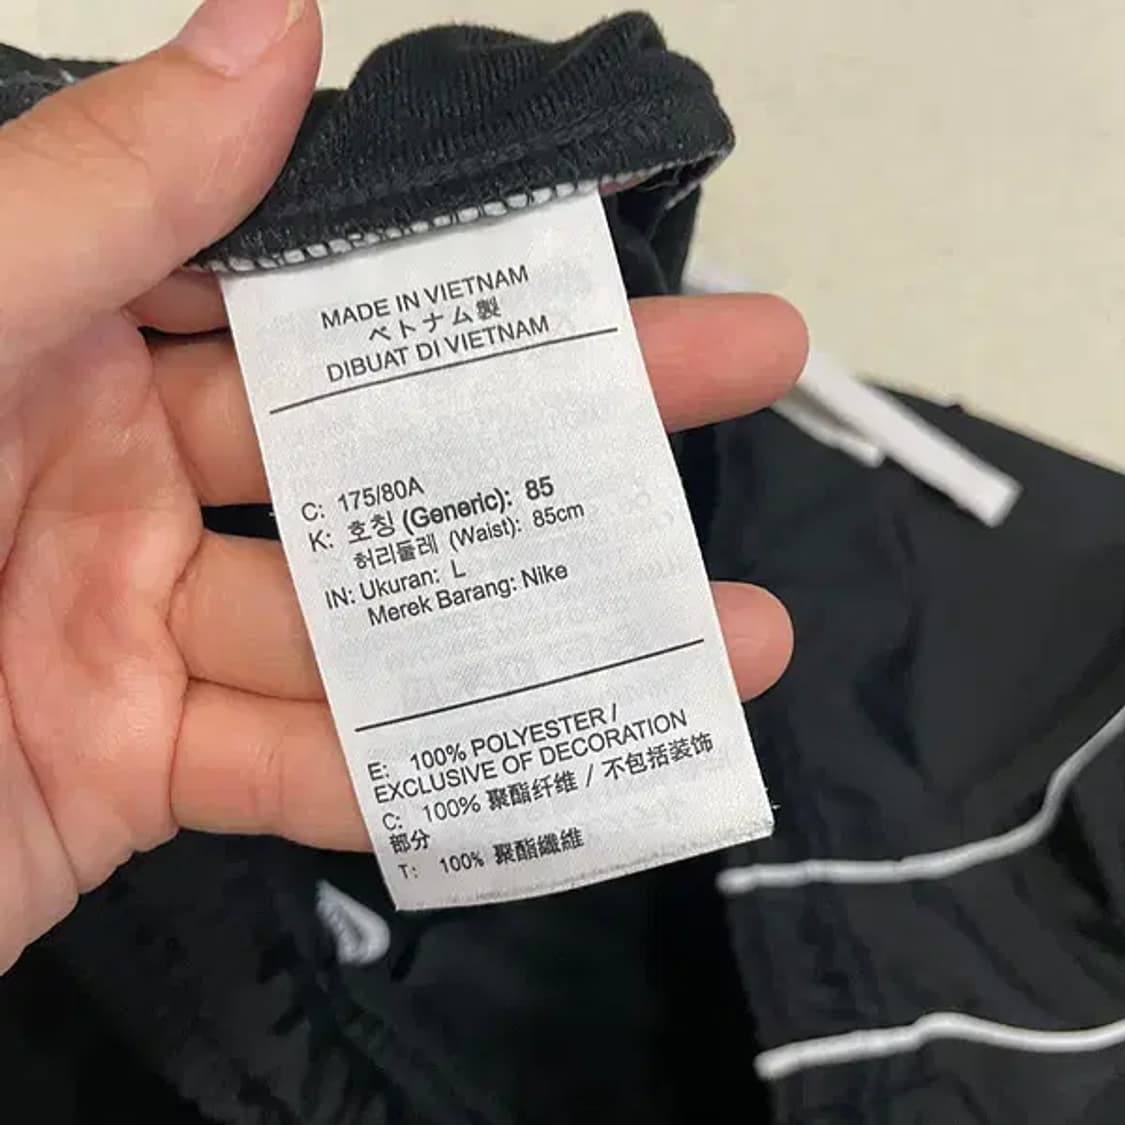 MADE IN VIETNAM
ベトナム製
DIBUAT DI VIETNAM
C: 175/80A
K: 호칭 (Generic): 85
허리둘레 (Waist): 85cm
IN: Ukuran: L
Merek Barang: Nike
E: 100% POLYESTER /
EXCLUSIVE OF DECORATION
C: 100% 聚酯纤维 / 不包括装饰
部分
T: 100% 聚酯纖維